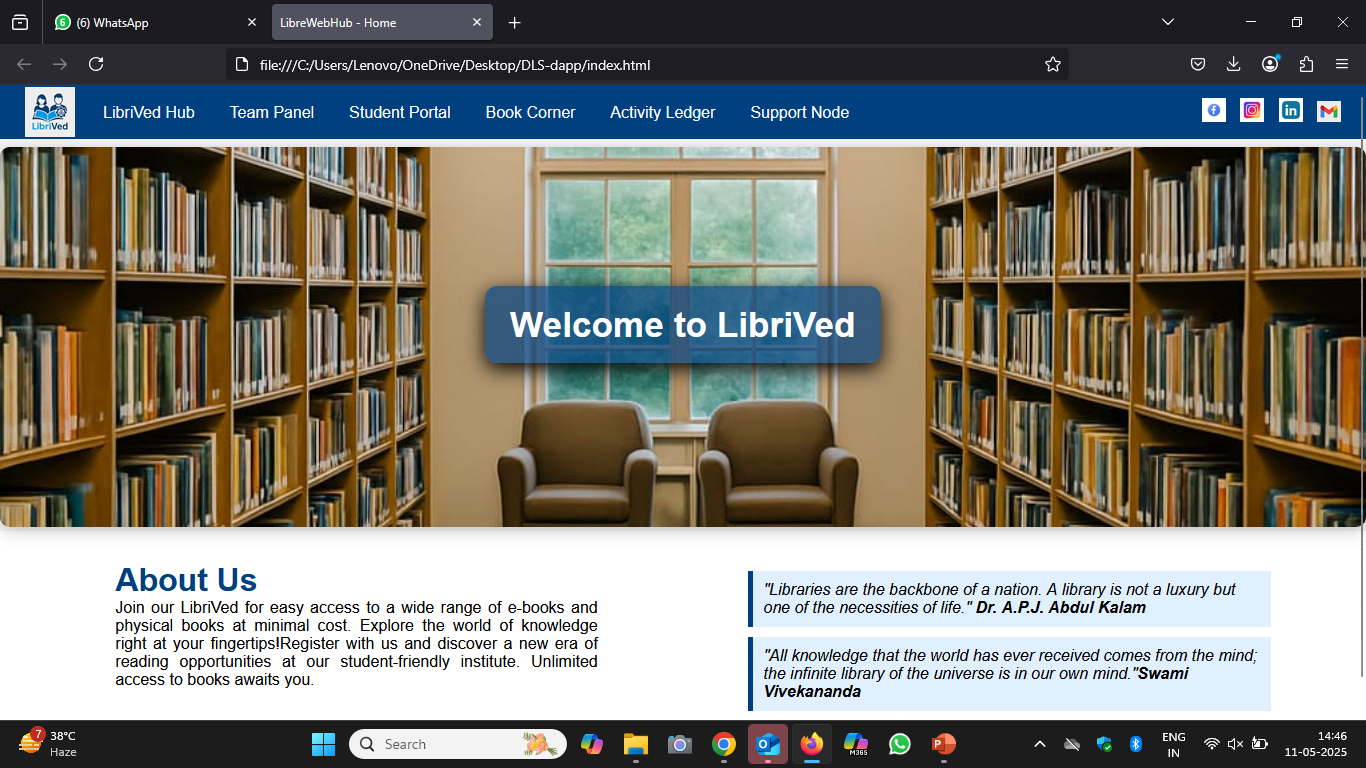 (6) WhatsApp
LibreWebHub - Home
file:///C:/Users/Lenovo/OneDrive/Desktop/DLS-dapp/index.html
LibriVed
LibriVed Hub
Team Panel
Student Portal
Book Corner
Activity Ledger
Support Node
Welcome to LibriVed
About Us
Join our LibriVed for easy access to a wide range of e-books and
physical books at minimal cost. Explore the world of knowledge
right at your fingertips!Register with us and discover a new era of
reading opportunities at our student-friendly institute. Unlimited
access to books awaits you.
"Libraries are the backbone of a nation. A library is not a luxury but
one of the necessities of life." Dr. A.P.J. Abdul Kalam
"All knowledge that the world has ever received comes from the mind;
the infinite library of the universe is in our own mind."Swami
Vivekananda
7
38°C
Haze
Search
M365
ENG
IN
14:46
11-05-2025